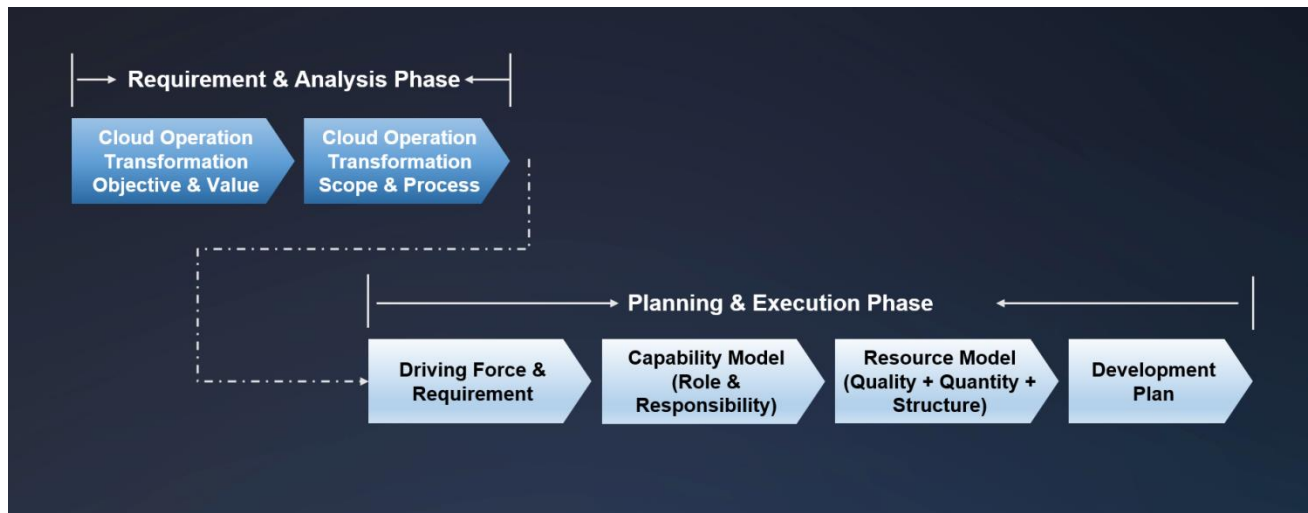 Requirement & Analysis Phase
Cloud Operation
Transformation
Objective & Value
Cloud Operation
Transformation
Scope & Process
Planning & Execution Phase
Driving Force &
Requirement
Capability Model
(Role &
Responsibility)
Resource Model
(Quality + Quantity +
Structure)
Development
Plan